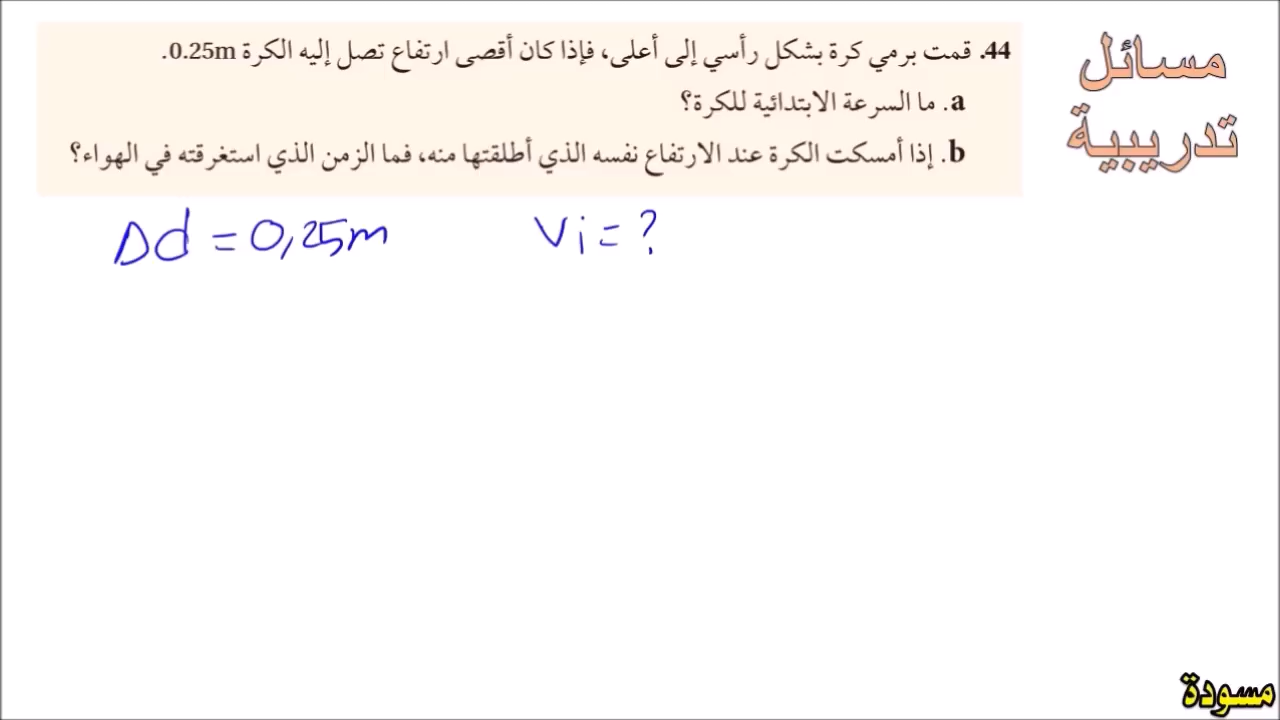 مسائل
تدريبية
44. قمت برمي كرة بشكل رأسي إلى أعلى، فإذا كان أقصى ارتفاع تصل إليه الكرة 0.25m.
a. ما السرعة الابتدائية للكرة؟
b. إذا أمسكت الكرة عند الارتفاع نفسه الذي أطلقتها منه، فما الزمن الذي استغرقته في الهواء؟
Δd = 0,25m Vi = ?
مسودة